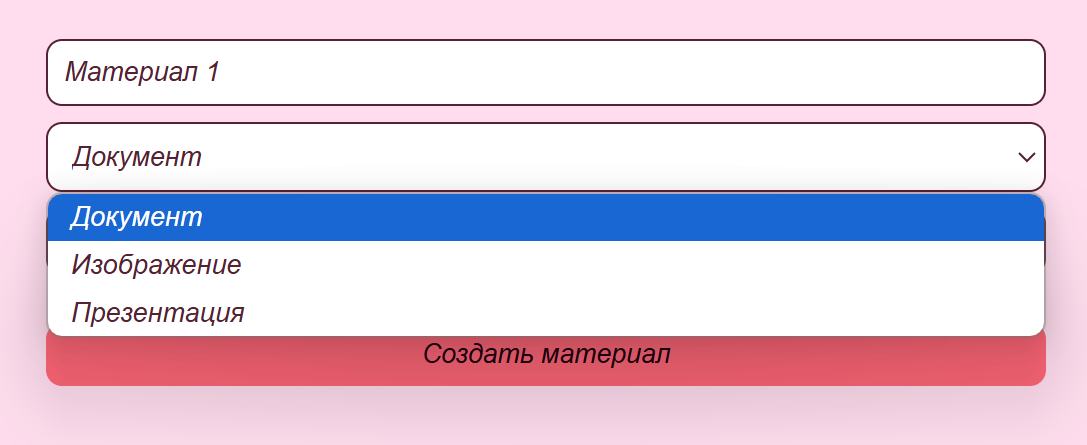 Материал 1
Документ
Документ
Изображение
Презентация
Создать материал